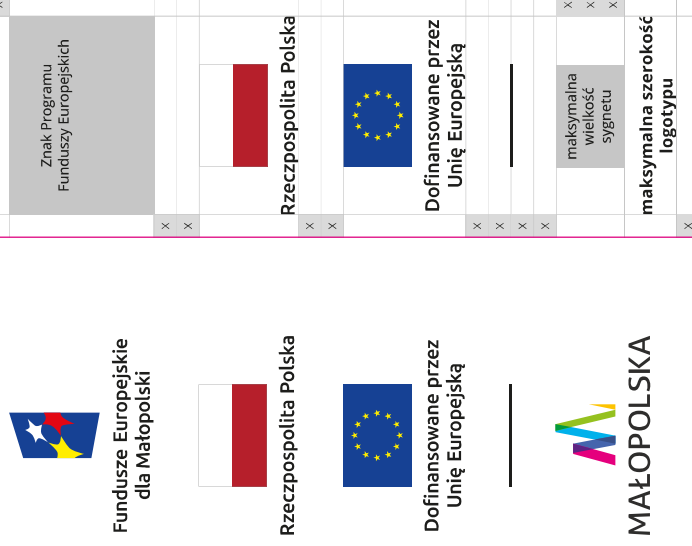 X
X
X
X
Znak Programu
Funduszy Europejskich
Rzeczpospolita Polska
Dofinansowane przez
Unię Europejską
maksymalna
wielkość
sygnetu
maksymalna szerokość
logotypu
X
X
X
X
X
X
X
X
X
Fundusze Europejskie
dla Małopolski
Rzeczpospolita Polska
Dofinansowane przez
Unię Europejską
MAŁOPOLSKA